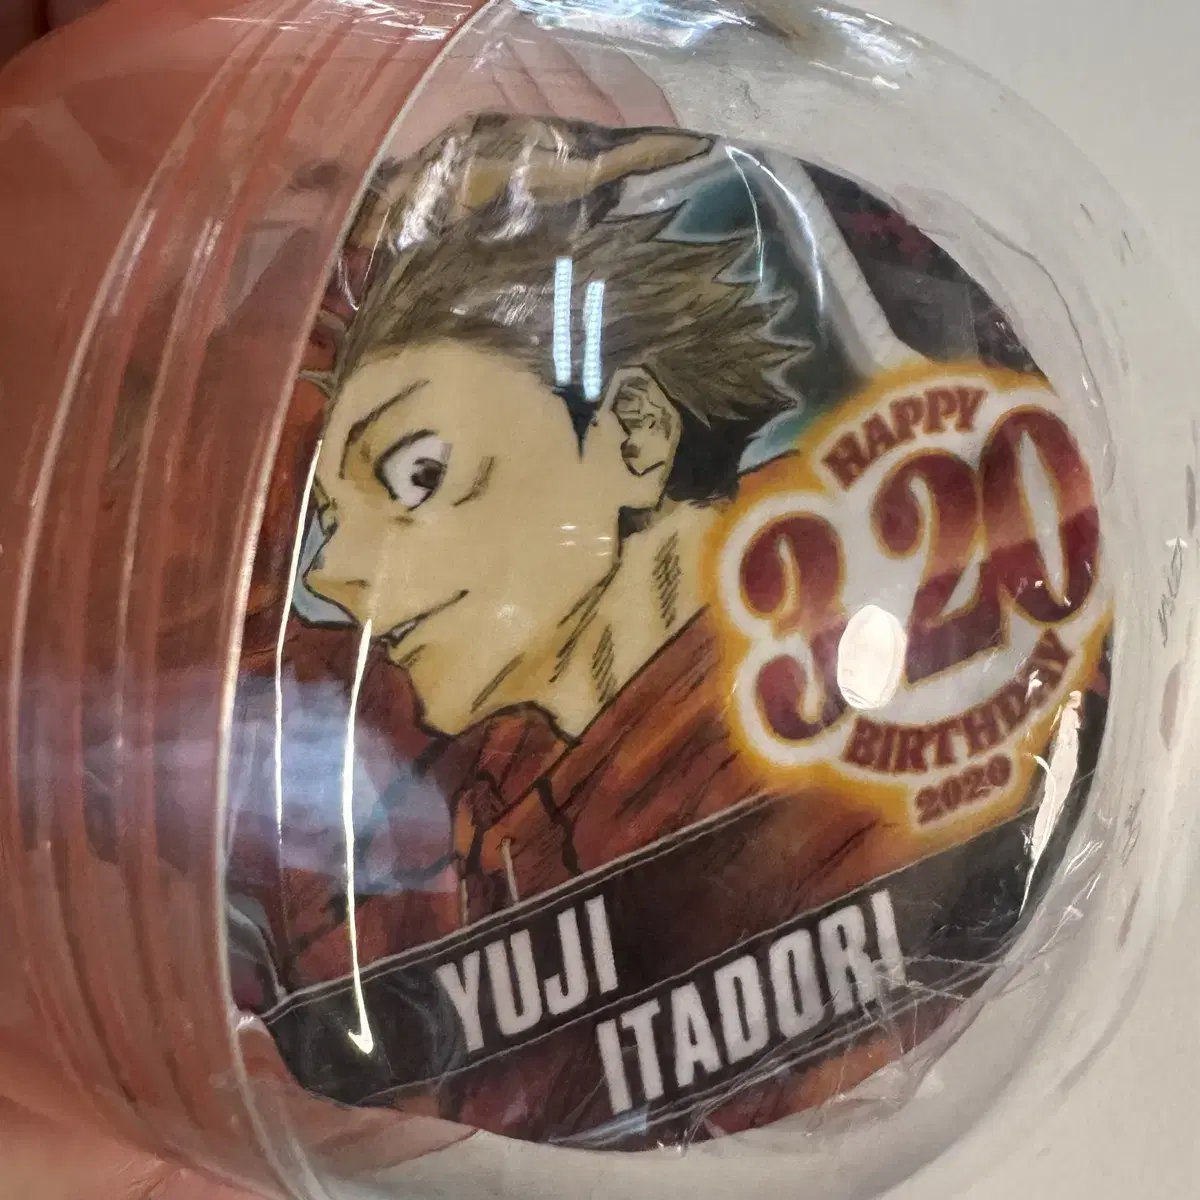 HAPPY
3.20
BIRTHDAY
2020
YUJI
ITADORI